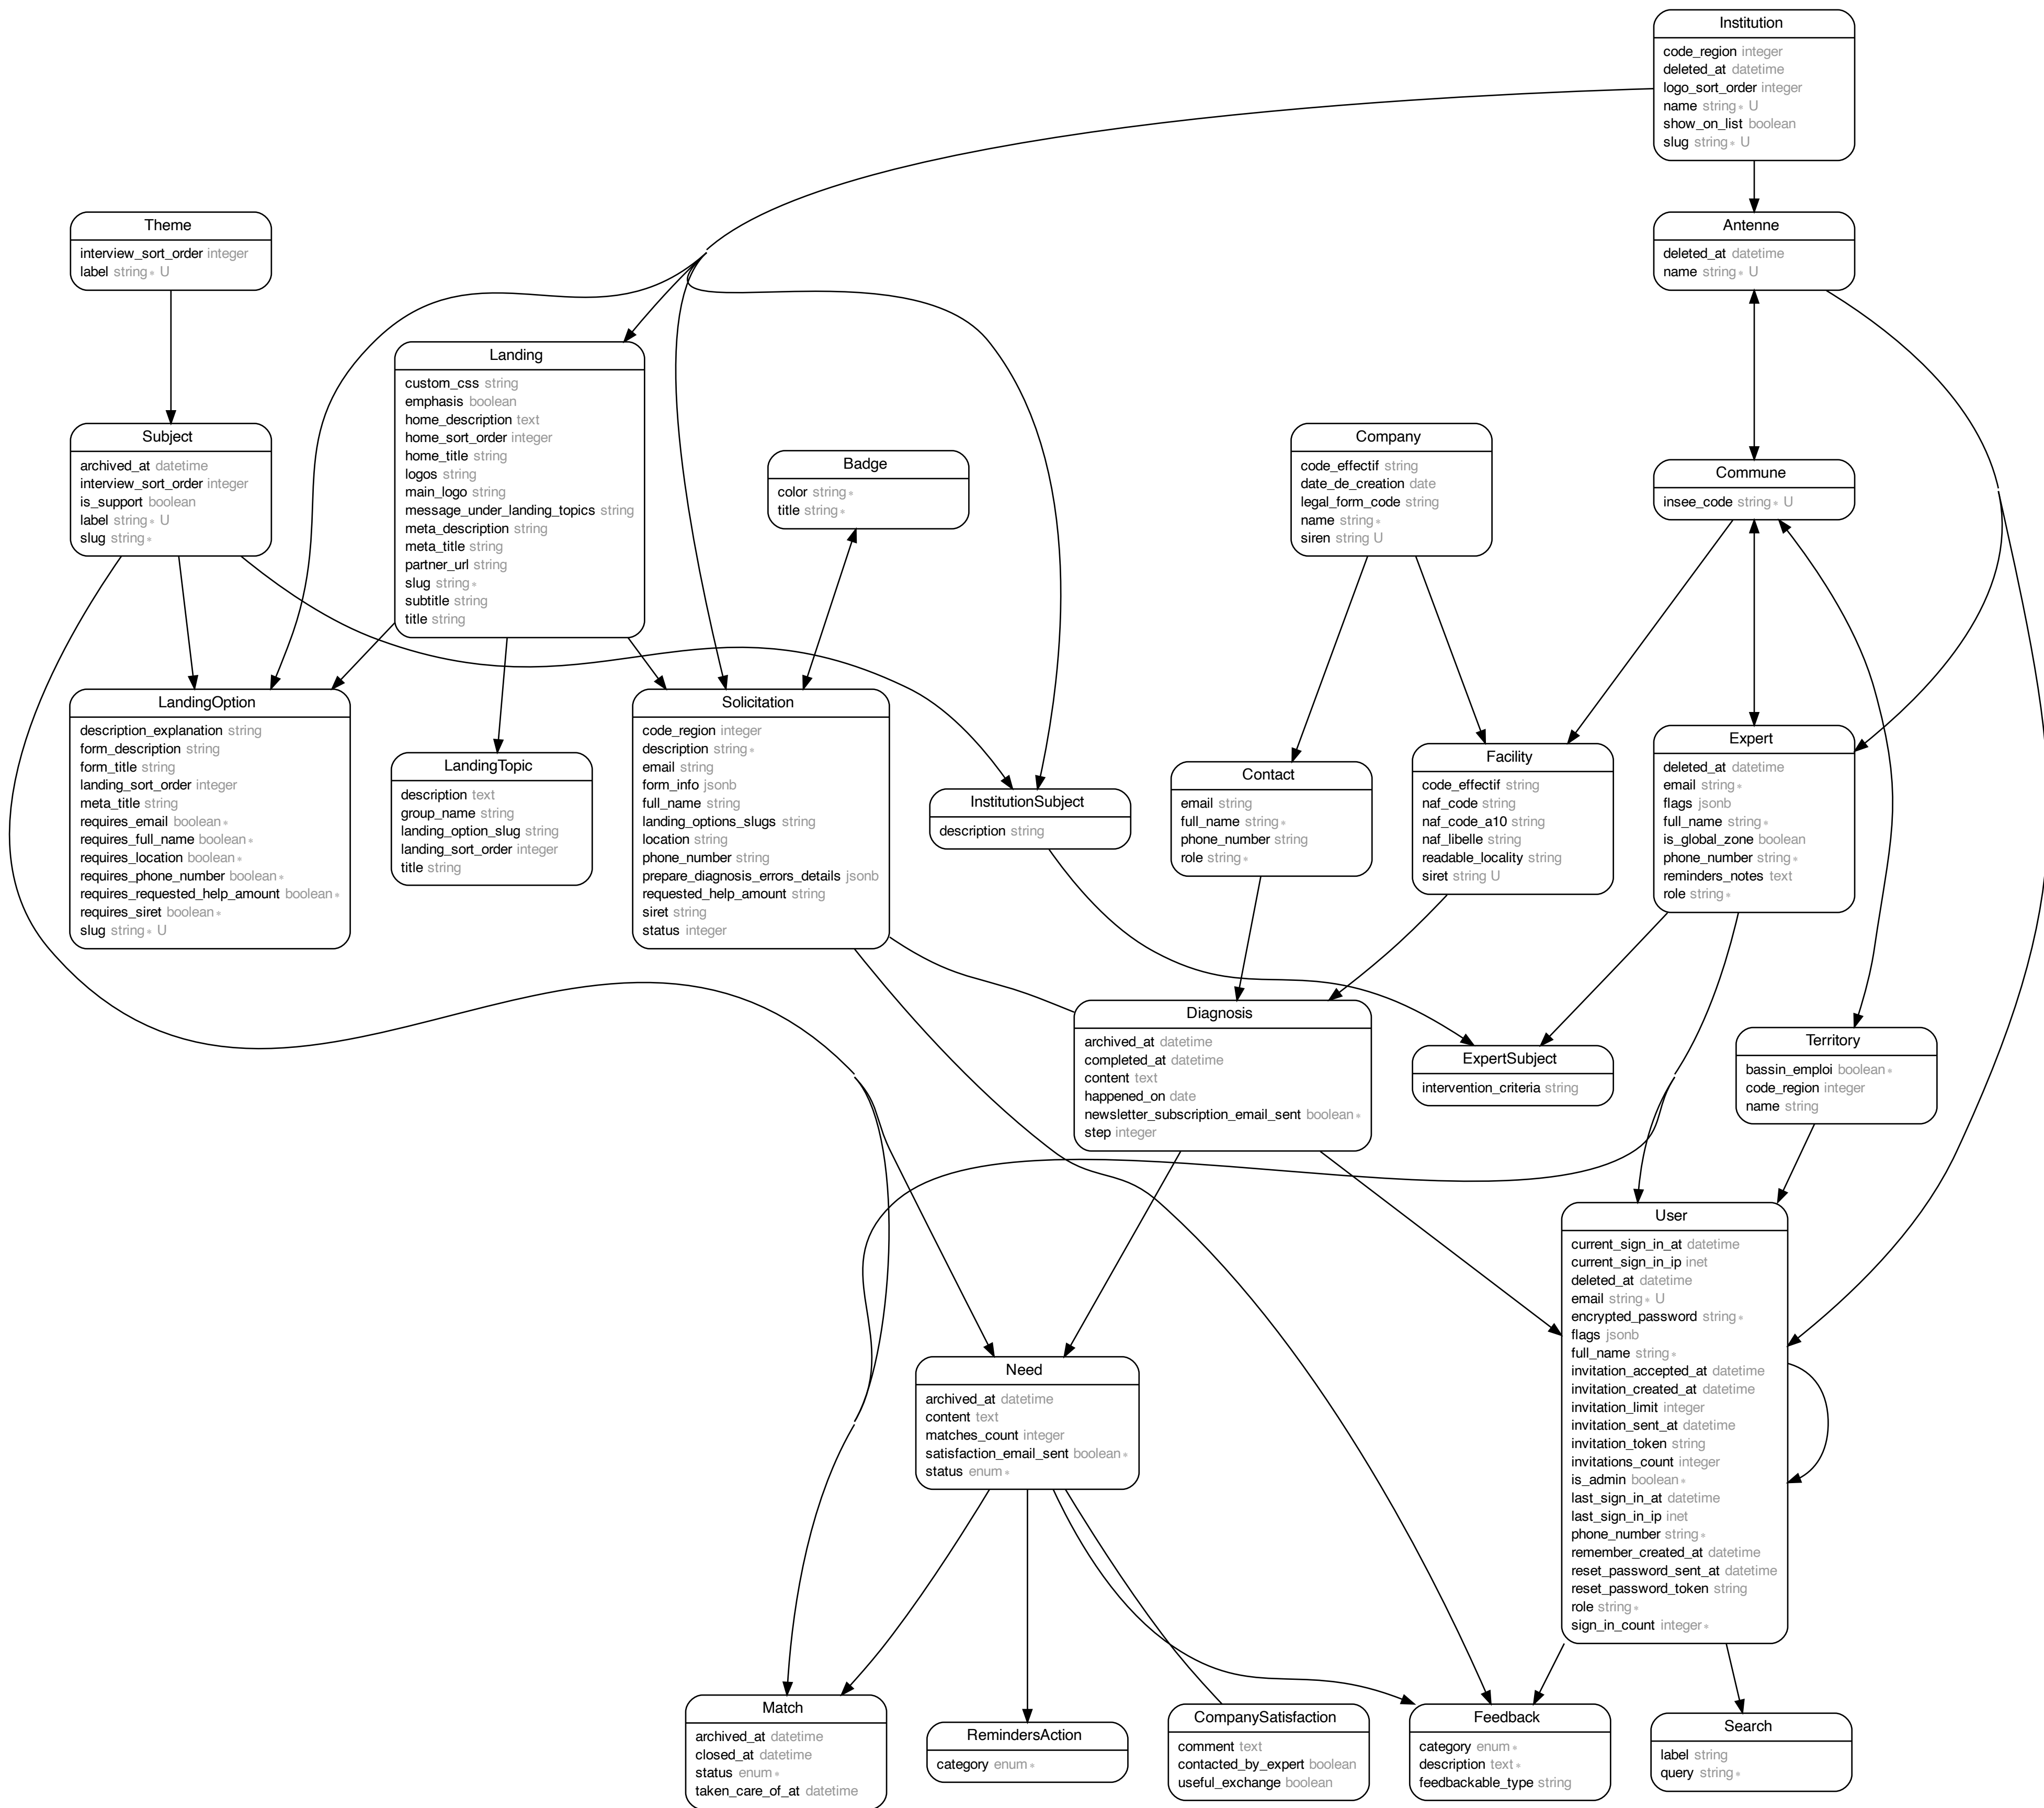 Institution
code_region integer
deleted_at datetime
logo_sort_order integer
name string* U
show_on_list boolean
slug string* U
Theme
interview_sort_order integer
label string* U
Antenne
deleted_at datetime
name string* U
Landing
custom_css string
emphasis boolean
home_description text
home_sort_order integer
home_title string
logos string
main_logo string
message_under_landing_topics string
meta_description string
meta_title string
partner_url string
slug string*
subtitle string
title string
Subject
archived_at datetime
interview_sort_order integer
is_support boolean
label string* U
slug string*
Badge
color string*
title string*
Company
code_effectif string
date_de_creation date
legal_form_code string
name string*
siren string U
Commune
insee_code string* U
LandingOption
description_explanation string
form_description string
form_title string
landing_sort_order integer
meta_title string
requires_email boolean*
requires_full_name boolean*
requires_location boolean*
requires_phone_number boolean*
requires_requested_help_amount boolean*
requires_siret boolean*
slug string* U
LandingTopic
description text
group_name string
landing_option_slug string
landing_sort_order integer
title string
Solicitation
code_region integer
description string*
email string
form_info jsonb
full_name string
landing_options_slugs string
location string
phone_number string
prepare_diagnosis_errors_details jsonb
requested_help_amount string
siret string
status integer
InstitutionSubject
description string
Contact
email string
full_name string*
phone_number string
role string*
Facility
code_effectif string
naf_code string
naf_code_a10 string
naf_libelle string
readable_locality string
siret string U
Expert
deleted_at datetime
email string*
flags jsonb
full_name string*
is_global_zone boolean
phone_number string*
reminders_notes text
role string*
Diagnosis
archived_at datetime
completed_at datetime
content text
happened_on date
newsletter_subscription_email_sent boolean*
step integer
ExpertSubject
intervention_criteria string
Territory
bassin_emploi boolean*
code_region integer
name string
User
current_sign_in_at datetime
current_sign_in_ip inet
deleted_at datetime
email string* U
encrypted_password string*
flags jsonb
full_name string*
invitation_accepted_at datetime
invitation_created_at datetime
invitation_limit integer
invitation_sent_at datetime
invitation_token string
invitations_count integer
is_admin boolean*
last_sign_in_at datetime
last_sign_in_ip inet
phone_number string*
remember_created_at datetime
reset_password_sent_at datetime
reset_password_token string
role string*
sign_in_count integer*
Need
archived_at datetime
content text
matches_count integer
satisfaction_email_sent boolean*
status enum*
Match
archived_at datetime
closed_at datetime
status enum*
taken_care_of_at datetime
RemindersAction
category enum*
CompanySatisfaction
comment text
contacted_by_expert boolean
useful_exchange boolean
Feedback
category enum*
description text*
feedbackable_type string
Search
label string
query string*